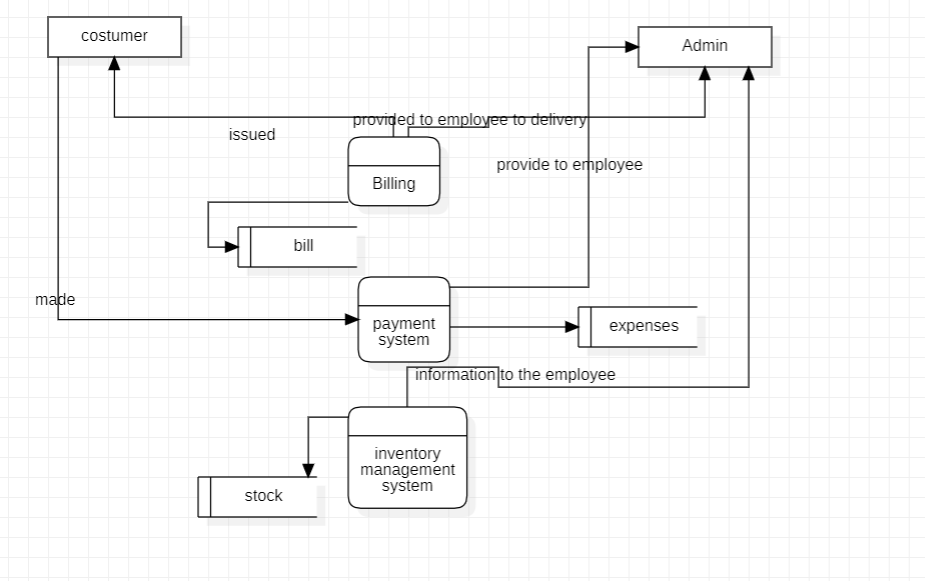 costumer
Admin
provided to employee to delivery
issued
provide to employee
Billing
bill
made
payment
system
expenses
information to the employee
inventory
management
system
stock